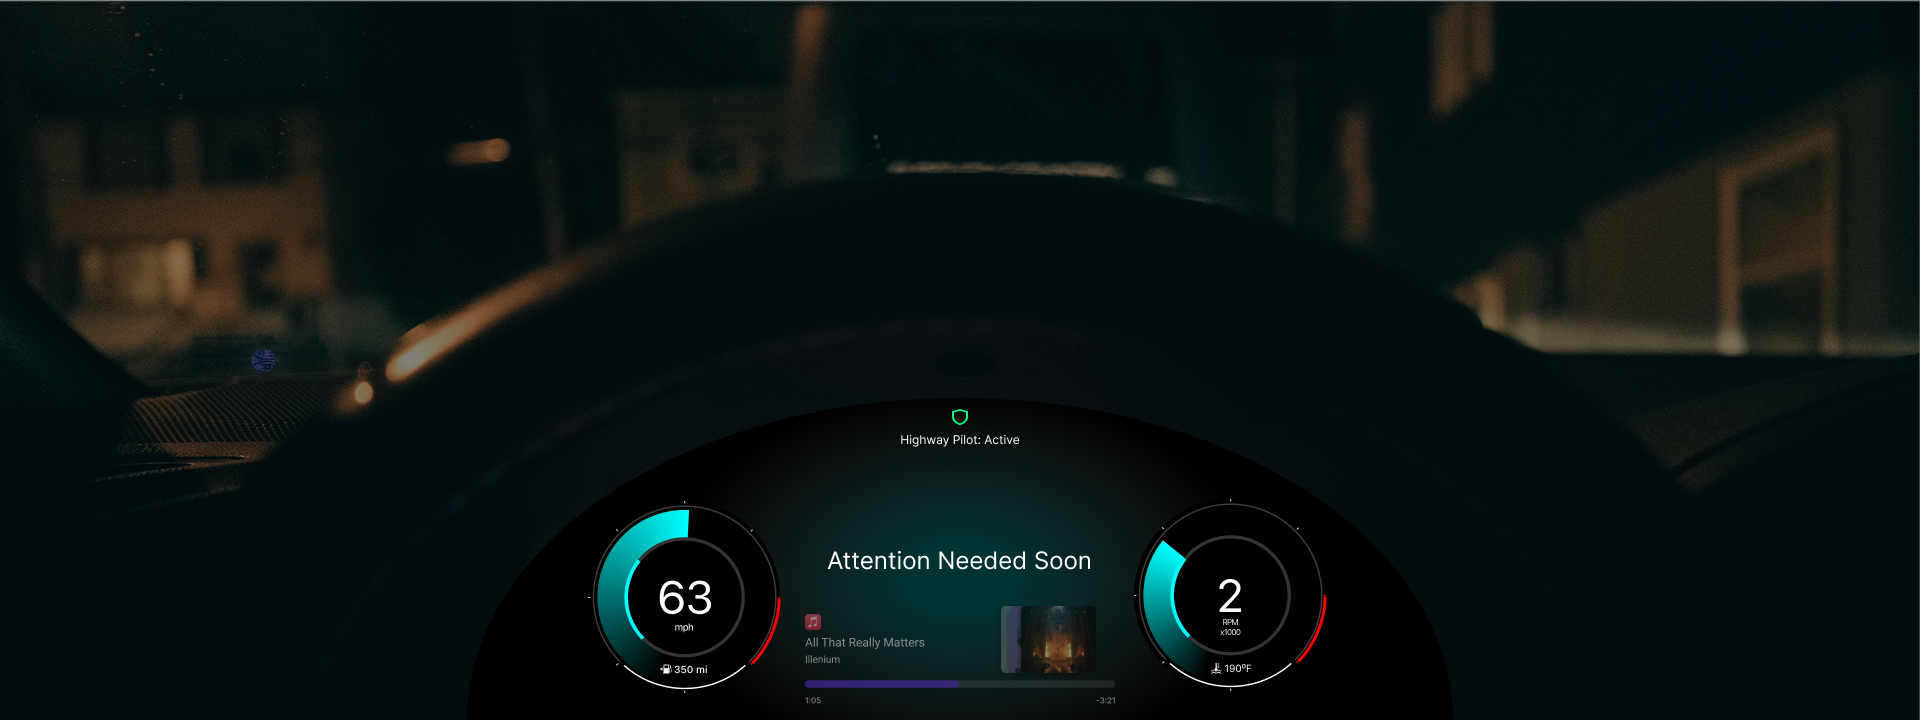 Highway Pilot: Active
Attention Needed Soon
63
mph
350 mi
All That Really Matters
Illenium
1:05
-3:21
2
RPM
x1000
190ºF